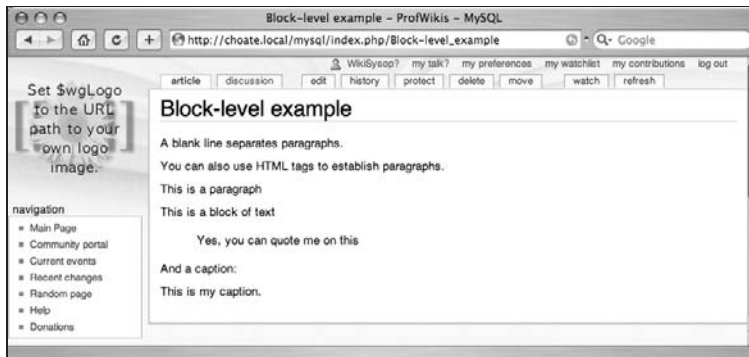 Block-level example – ProfWikis – MySQL
http://choate.local/mysql/index.php/Block-level_example
Google
WikiSysop? my talk? my preferences my watchlist my contributions log out
article discussion edit history protect delete move watch refresh
Set $wgLogo
to the URL
path to your
own logo
image.
Block-level example
A blank line separates paragraphs.
You can also use HTML tags to establish paragraphs.
This is a paragraph
This is a block of text
Yes, you can quote me on this
And a caption:
This is my caption.
navigation
Main Page
Community portal
Current events
Recent changes
Random page
Help
Donations